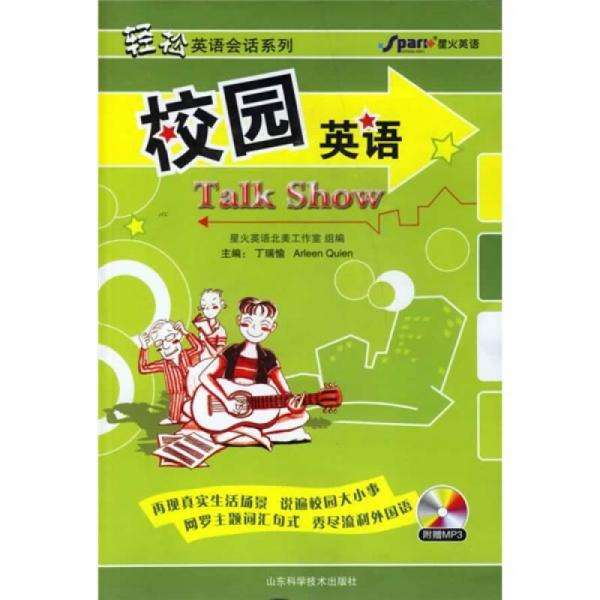 轻松英语会话系列
Spark 星火英语
校园英语
Talk Show
星火英语北美工作室 组编
主编：丁瑞愉 Arleen Quien
再现真实生活场景 说遍校园大小事
网罗主题词汇句式 秀尽流利外国语
附赠MP3
山东科学技术出版社